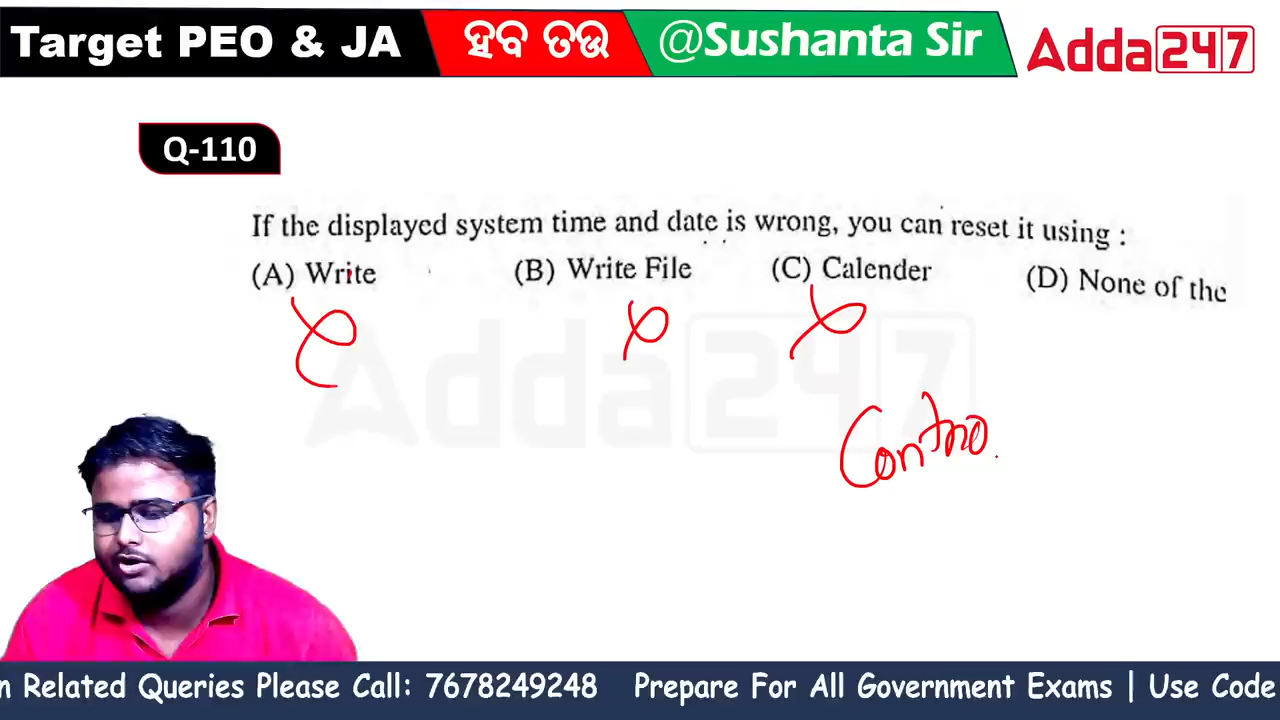 Target PEO & JA ହବ ତଉ @Sushanta Sir Adda247
Q-110
If the displayed system time and date is wrong, you can reset it using :
(A) Write (B) Write File (C) Calender (D) None of the
Adda247
Contro
n Related Queries Please Call: 7678249248 Prepare For All Government Exams | Use Code